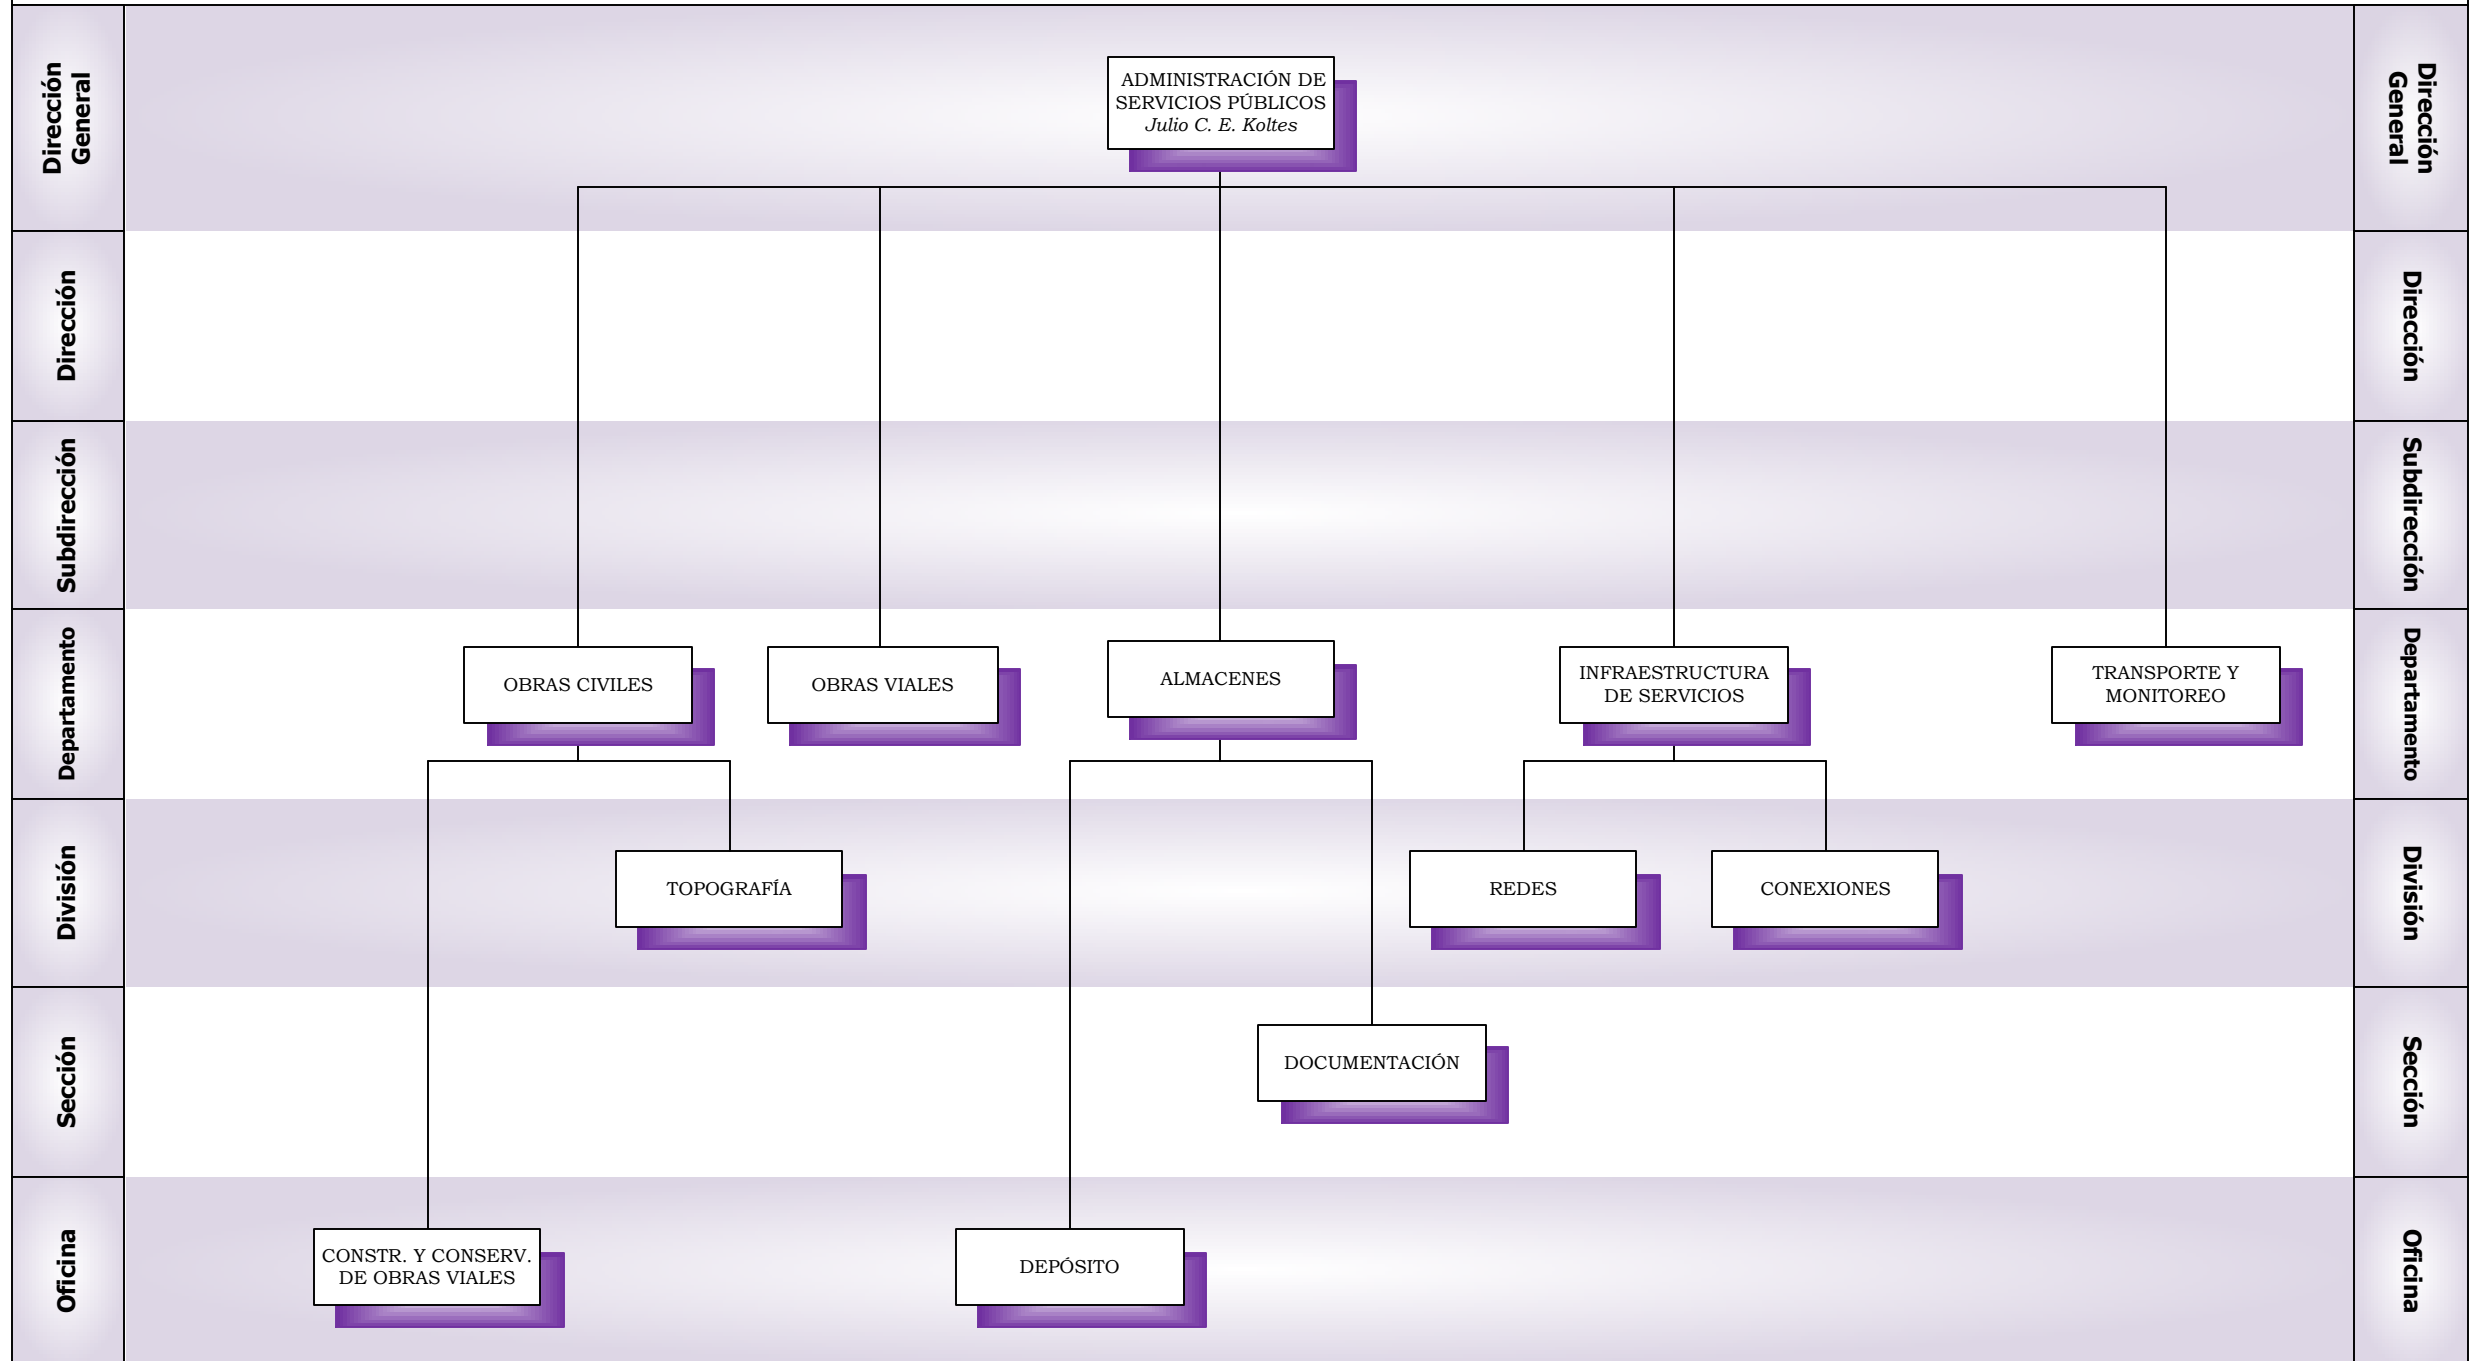 Dirección
General
ADMINISTRACIÓN DE
SERVICIOS PÚBLICOS
Julio C. E. Koltes
Dirección
General
Dirección
Dirección
Subdirección
Subdirección
Departamento
OBRAS CIVILES
OBRAS VIALES
ALMACENES
INFRAESTRUCTURA
DE SERVICIOS
TRANSPORTE Y
MONITOREO
Departamento
División
TOPOGRAFÍA
REDES
CONEXIONES
División
Sección
DOCUMENTACIÓN
Sección
Oficina
CONSTR. Y CONSERV.
DE OBRAS VIALES
DEPÓSITO
Oficina